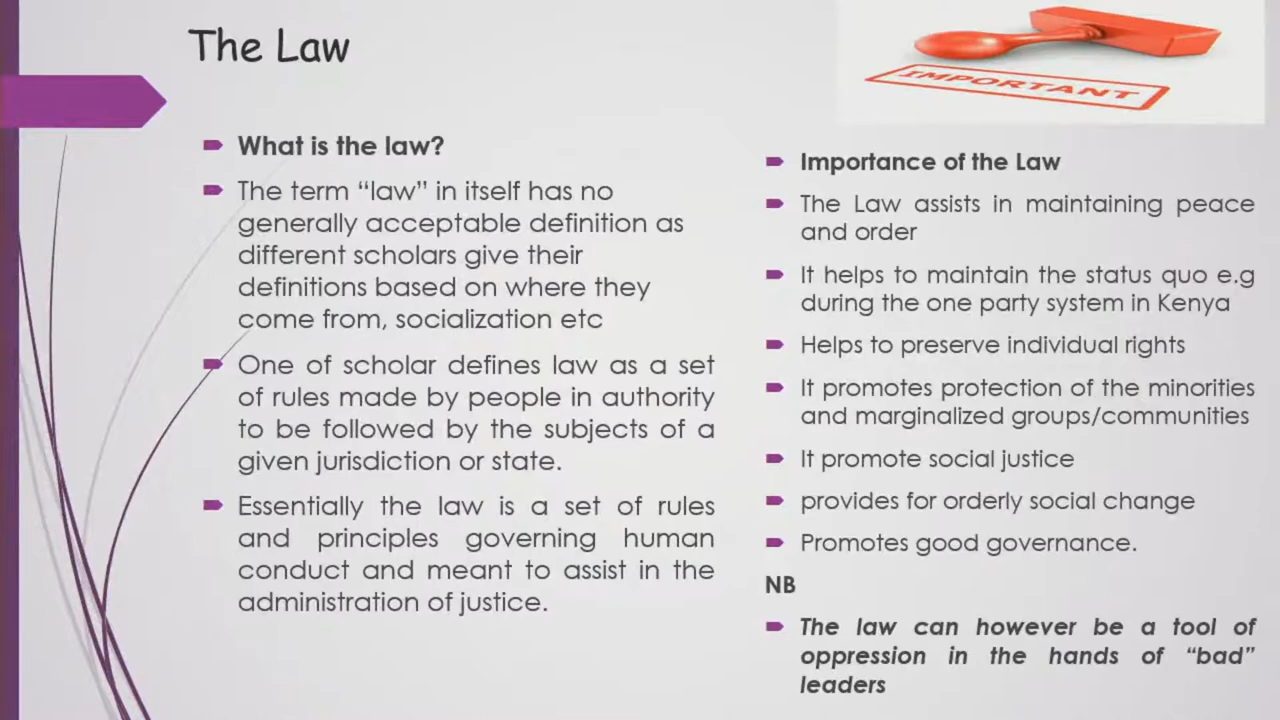 The Law
IMPORTANT
What is the law?
The term “law” in itself has no
generally acceptable definition as
different scholars give their
definitions based on where they
come from, socialization etc
One of scholar defines law as a set
of rules made by people in authority
to be followed by the subjects of a
given jurisdiction or state.
Essentially the law is a set of rules
and principles governing human
conduct and meant to assist in the
administration of justice.
Importance of the Law
The Law assists in maintaining peace
and order
It helps to maintain the status quo e.g
during the one party system in Kenya
Helps to preserve individual rights
It promotes protection of the minorities
and marginalized groups/communities
It promote social justice
provides for orderly social change
Promotes good governance.
NB
The law can however be a tool of
oppression in the hands of “bad”
leaders